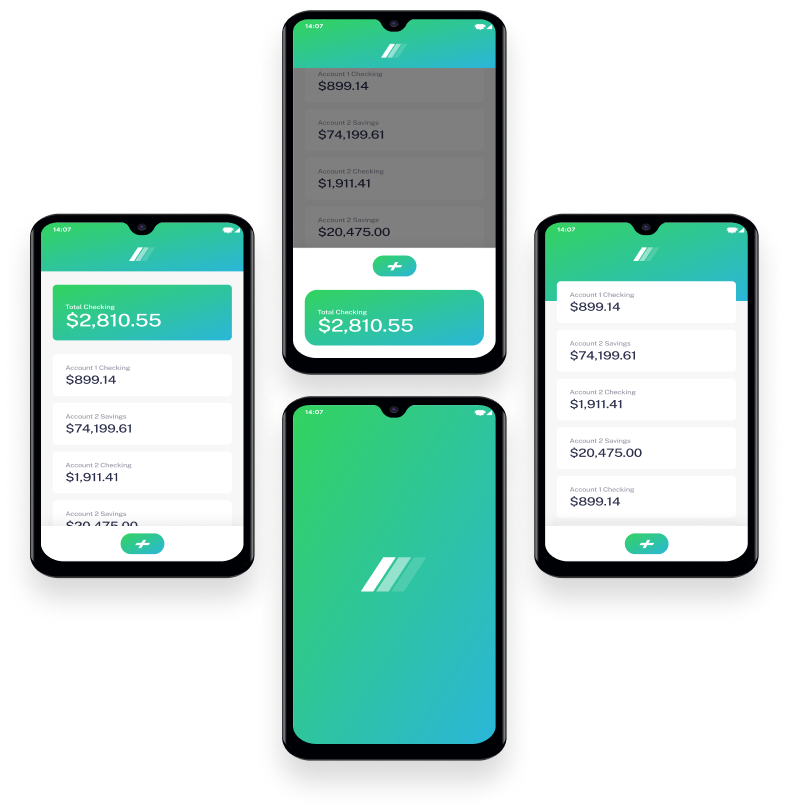 14:07
Account 1 Checking
$899.14
Account 2 Savings
$74,199.61
Account 2 Checking
$1,911.41
Account 2 Savings
$20,475.00
Total Checking
$2,810.55
14:07
Total Checking
$2,810.55
Account 1 Checking
$899.14
Account 2 Savings
$74,199.61
Account 2 Checking
$1,911.41
Account 2 Savings
$20,475.00
14:07
Account 1 Checking
$899.14
Account 2 Savings
$74,199.61
Account 2 Checking
$1,911.41
Account 2 Savings
$20,475.00
Account 1 Checking
$899.14
14:07